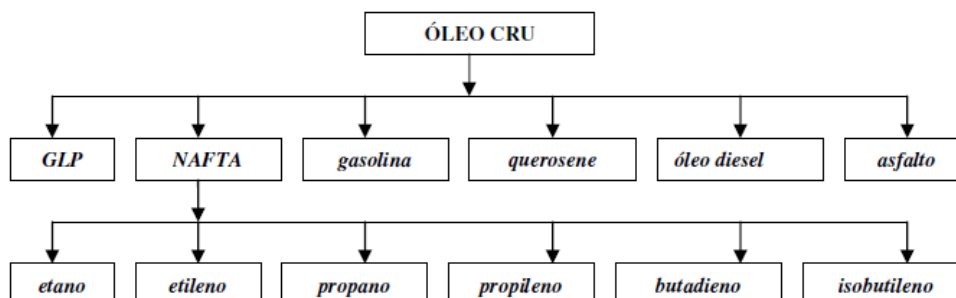 ÓLEO CRU
GLP NAFTA gasolina querosene óleo diesel asfalto
etano etileno propano propileno butadieno isobutileno